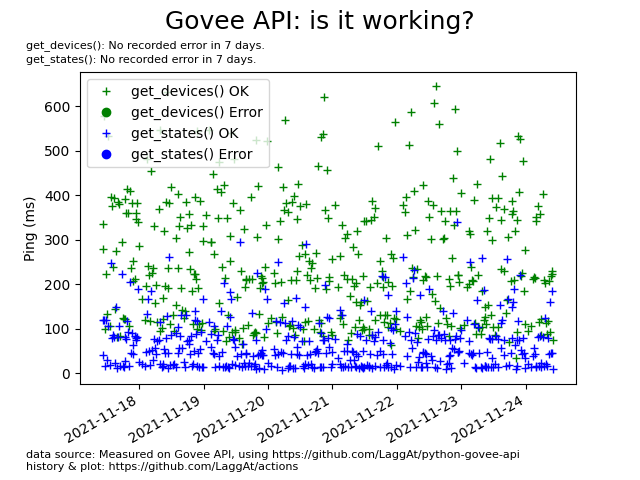 Govee API: is it working?
get_devices(): No recorded error in 7 days.
get_states(): No recorded error in 7 days.
get_devices() OK
get_devices() Error
get_states() OK
get_states() Error
Ping (ms)
600
500
400
300
200
100
0
2021-11-18
2021-11-19
2021-11-20
2021-11-21
2021-11-22
2021-11-23
2021-11-24
data source: Measured on Govee API, using https://github.com/LaggAt/python-govee-api
history & plot: https://github.com/LaggAt/actions